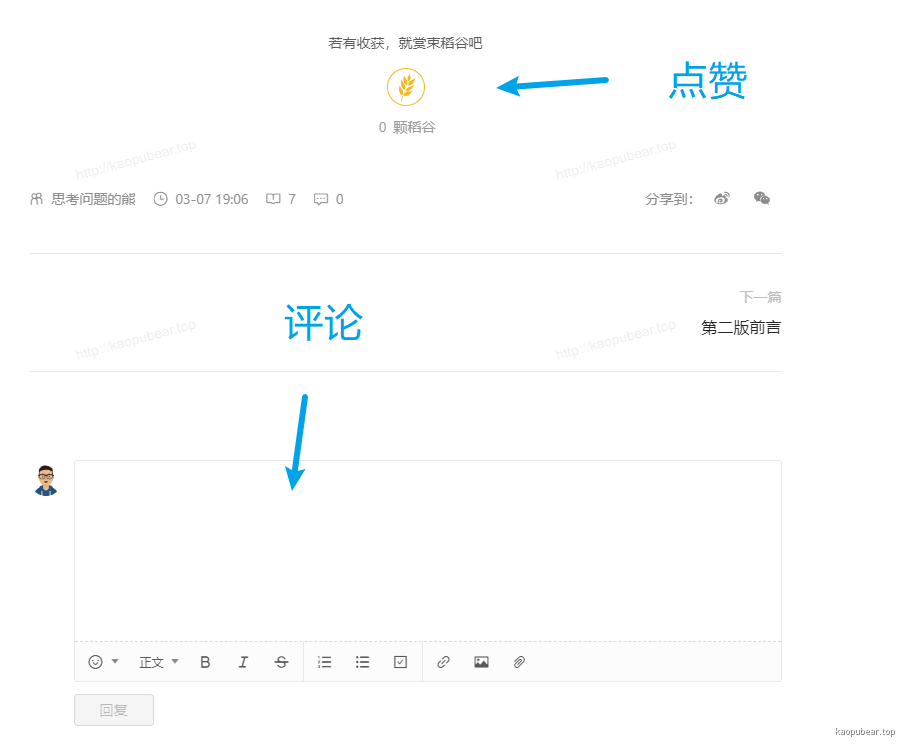 若有收获，就赏束稻谷吧
点赞
0 颗稻谷
http://kaopubear.top
http://kaopubear.top
思考问题的熊 03-07 19:06 7 0 分享到：
下一篇
评论
第二版前言
http://kaopubear.top
http://kaopubear.top
正文 B I S
回复
kaopubear.top